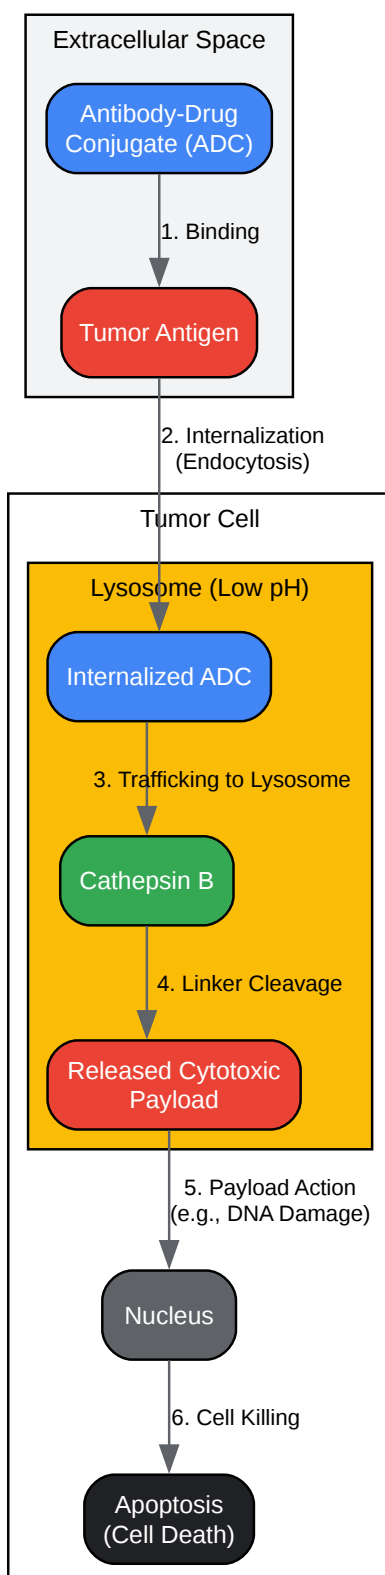 Extracellular Space
Antibody-Drug
Conjugate (ADC)
1. Binding
Tumor Antigen
2. Internalization
(Endocytosis)
Tumor Cell
Lysosome (Low pH)
Internalized ADC
3. Trafficking to Lysosome
Cathepsin B
4. Linker Cleavage
Released Cytotoxic
Payload
5. Payload Action
(e.g., DNA Damage)
Nucleus
6. Cell Killing
Apoptosis
(Cell Death)